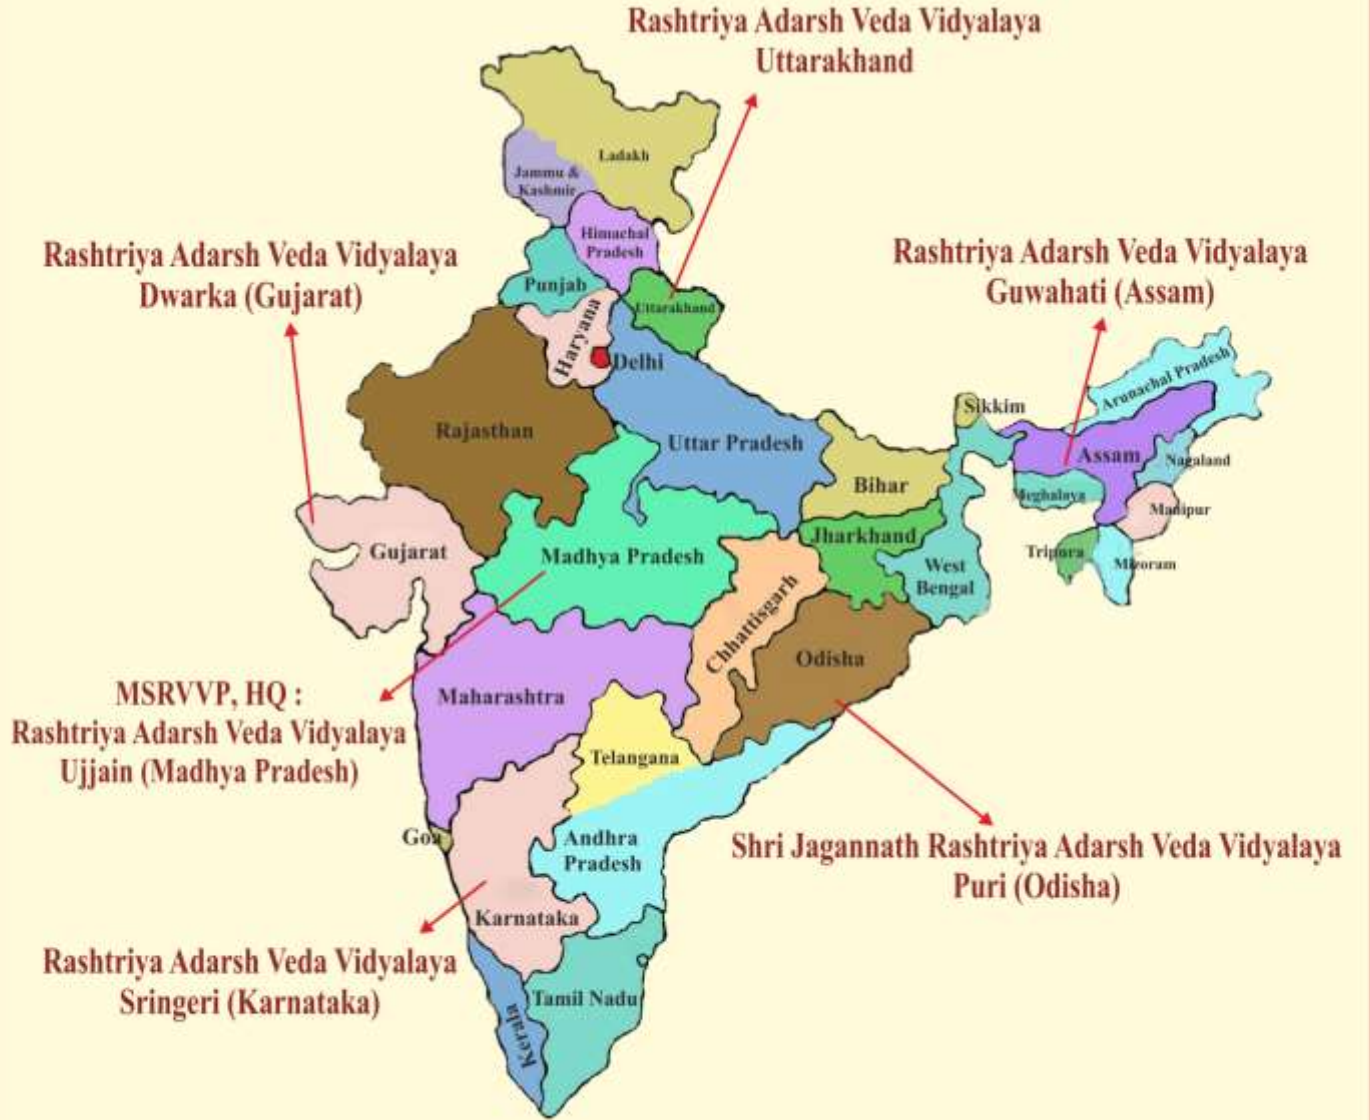 Rashtriya Adarsh Veda Vidyalaya
Uttarakhand
Ladakh
Jammu &
Kashmir
Himachal
Pradesh
Rashtriya Adarsh Veda Vidyalaya
Dwarka (Gujarat)
Rashtriya Adarsh Veda Vidyalaya
Guwahati (Assam)
Punjab
Uttarakhand
Haryana
Delhi
Arunachal Pradesh
Sikkim
Rajasthan
Uttar Pradesh
Assam
Nagaland
Bihar
Meghalaya
Madipur
Jharkhand
Gujarat
Madhya Pradesh
Tripora
Mizoram
West
Bengal
Chhattisgarh
Odisha
MSRVVP, HQ :
Rashtriya Adarsh Veda Vidyalaya
Ujjain (Madhya Pradesh)
Maharashtra
Telangana
Goa
Andhra
Pradesh
Shri Jagannath Rashtriya Adarsh Veda Vidyalaya
Puri (Odisha)
Karnataka
Rashtriya Adarsh Veda Vidyalaya
Sringeri (Karnataka)
Tamil Nadu
Kerala